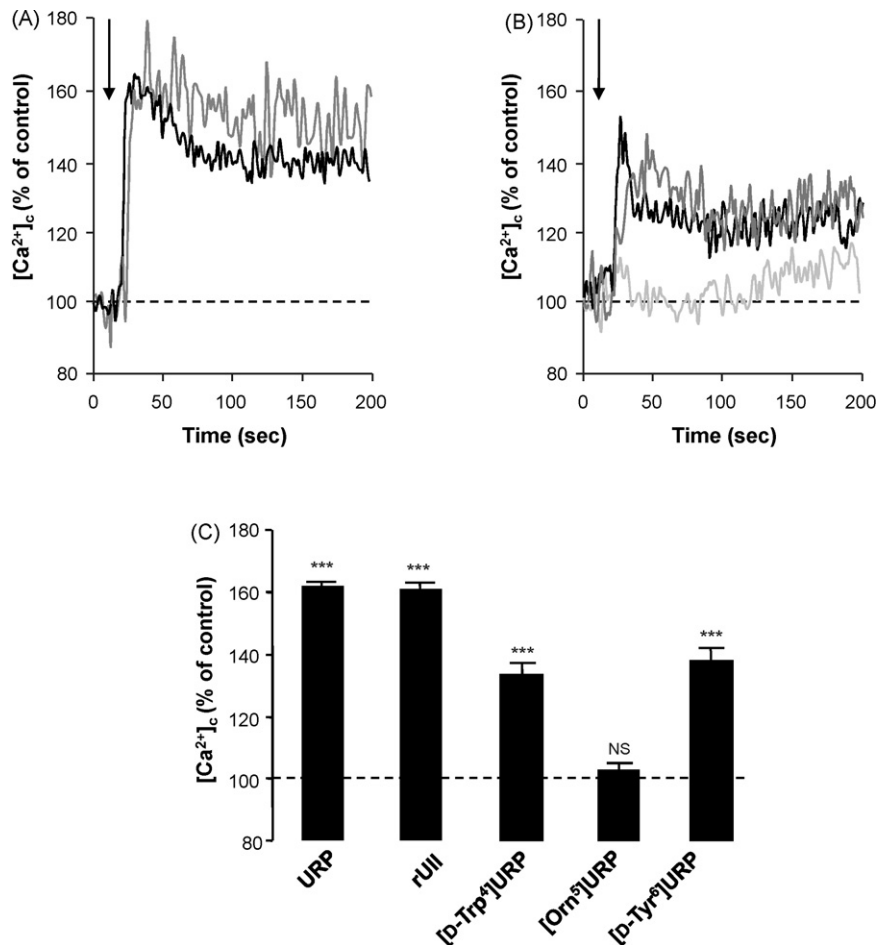 (A)
[Ca²⁺]c (% of control)
180
160
140
120
100
80
0 50 100 150 200
Time (sec)
(B)
[Ca²⁺]c (% of control)
180
160
140
120
100
80
0 50 100 150 200
Time (sec)
(C)
[Ca²⁺]c (% of control)
180
160
140
120
100
80
***
***
***
NS
***
URP
rUII
[D-Trp⁴]URP
[Orn⁵]URP
[D-Tyr⁶]URP